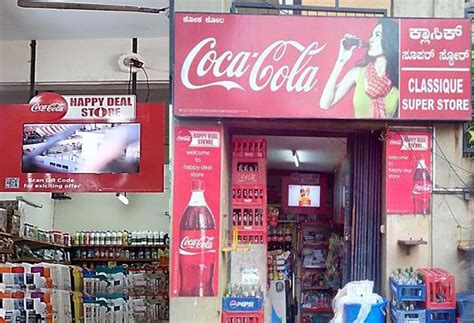 Coca-Cola HAPPY DEAL
STORE
Scan QR Code
for exiciting offer
ಕೋಕ ಕೋಲ
Coca-Cola
ಕ್ಲಾಸಿಕ್
ಸೂಪರ್ ಸ್ಟೋರ್
CLASSIQUE
SUPER STORE
HAPPY DEAL
STORE
welcome
to
happy deal
store
Coca-Cola
HAPPY DEAL
STORE
welcome
to
happy deal
store
PEPSI